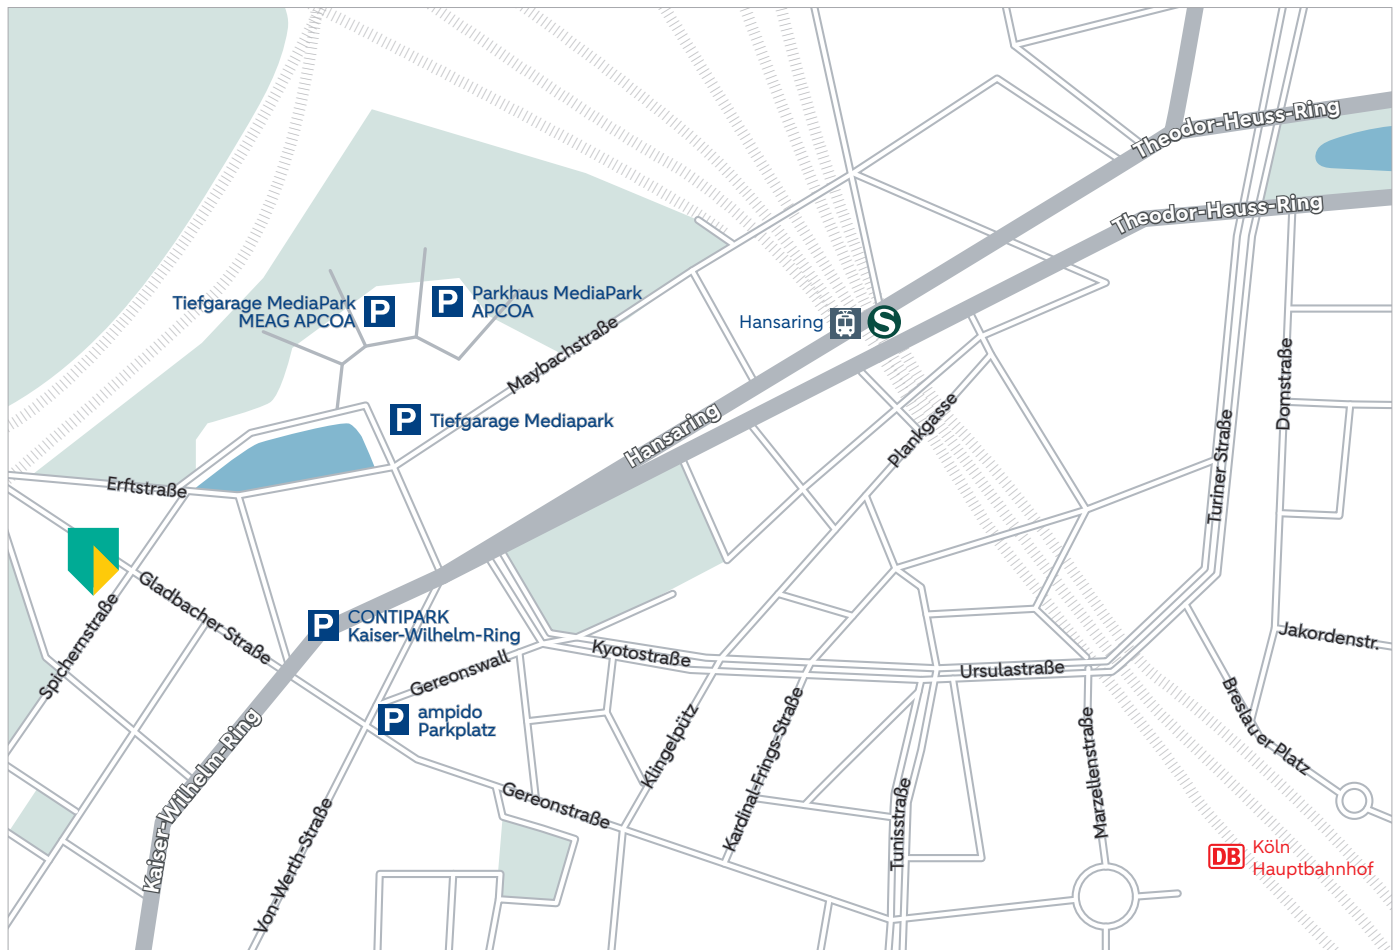 Theodor-Heuss-Ring
Theodor-Heuss-Ring
Tiefgarage MediaPark
MEAG APCOA
P
P
Parkhaus MediaPark
APCOA
Hansaring
S
Maybachstraße
Domstraße
P
Tiefgarage Mediapark
Hansaring
Plankgasse
Turiner Straße
Erftstraße
Gladbacher Straße
Spichernstraße
P
CONTIPARK
Kaiser-Wilhelm-Ring
Jakordenstr.
Kyotostraße
Gereonswall
Ursulastraße
P
ampido
Parkplatz
Klingelpütz
Kardinal-Frings-Straße
Breslauer Platz
Marzellenstraße
Kaiser-Wilhelm-Ring
Gereonstraße
Tunisstraße
Von-Werth-Straße
DB
Köln
Hauptbahnhof